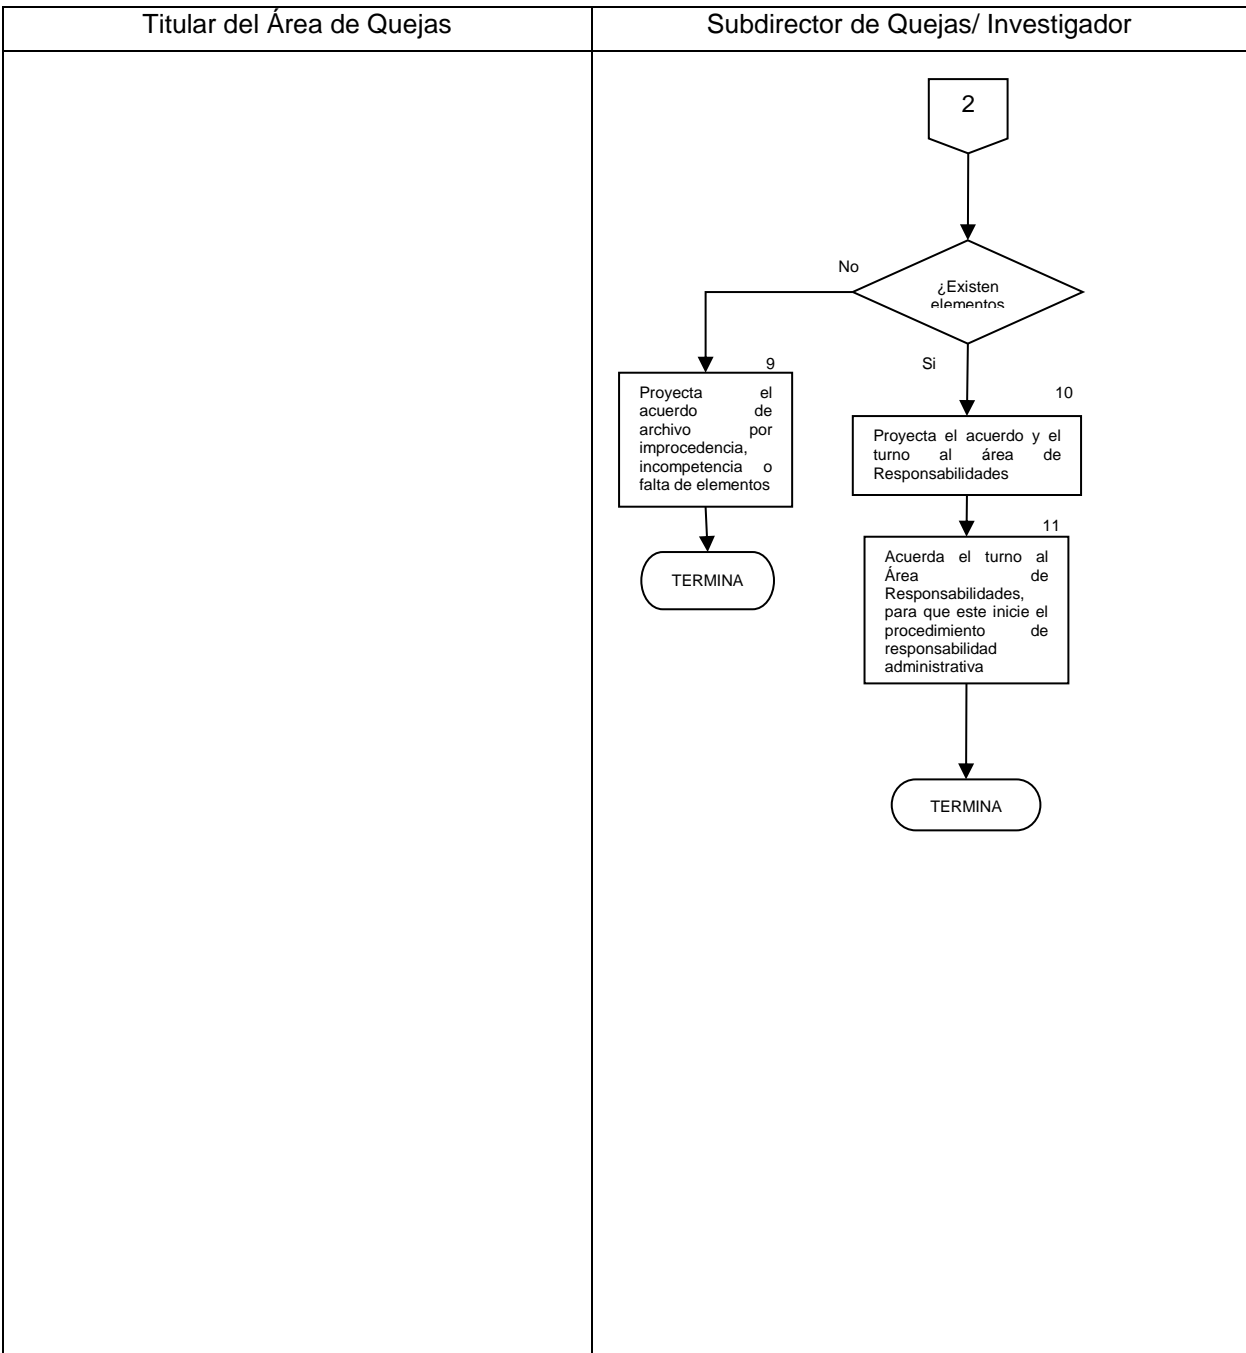 Titular del Área de Quejas
Subdirector de Quejas/ Investigador
2
¿Existen
elementos
No
Si
9
Proyecta el
acuerdo de
archivo por
improcedencia,
incompetencia o
falta de elementos
TERMINA
10
Proyecta el acuerdo y el
turno al área de
Responsabilidades
11
Acuerda el turno al
Área de
Responsabilidades,
para que este inicie el
procedimiento de
responsabilidad
administrativa
TERMINA